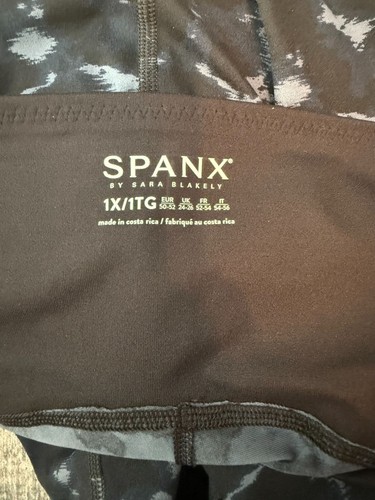 SPANX®
BY SARA BLAKELY
1X/1TG EUR 50-52 UK 24-26 FR 52-54 IT 54-56
made in costa rica / fabriqué au costa rica